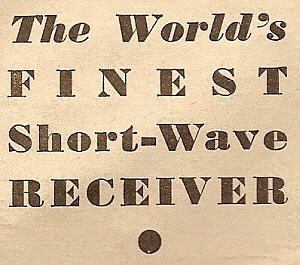 The World's
FINEST
Short-Wave
RECEIVER